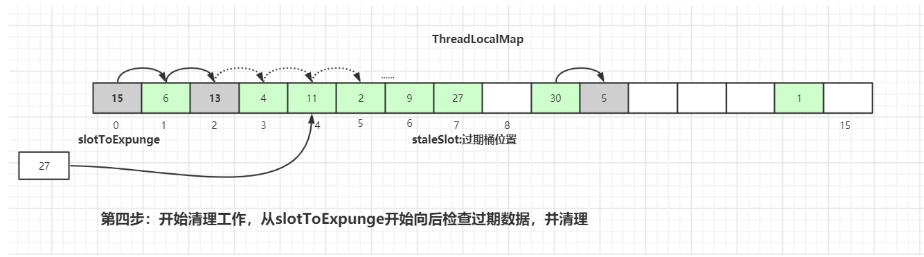 ThreadLocalMap
......
15 6 13 4 11 2 9 27 30 5 1
0 1 2 3 4 5 6 7 8 15
slotToExpunge staleSlot:过期桶位置
27
第四步：开始清理工作，从slotToExpunge开始向后检查过期数据，并清理